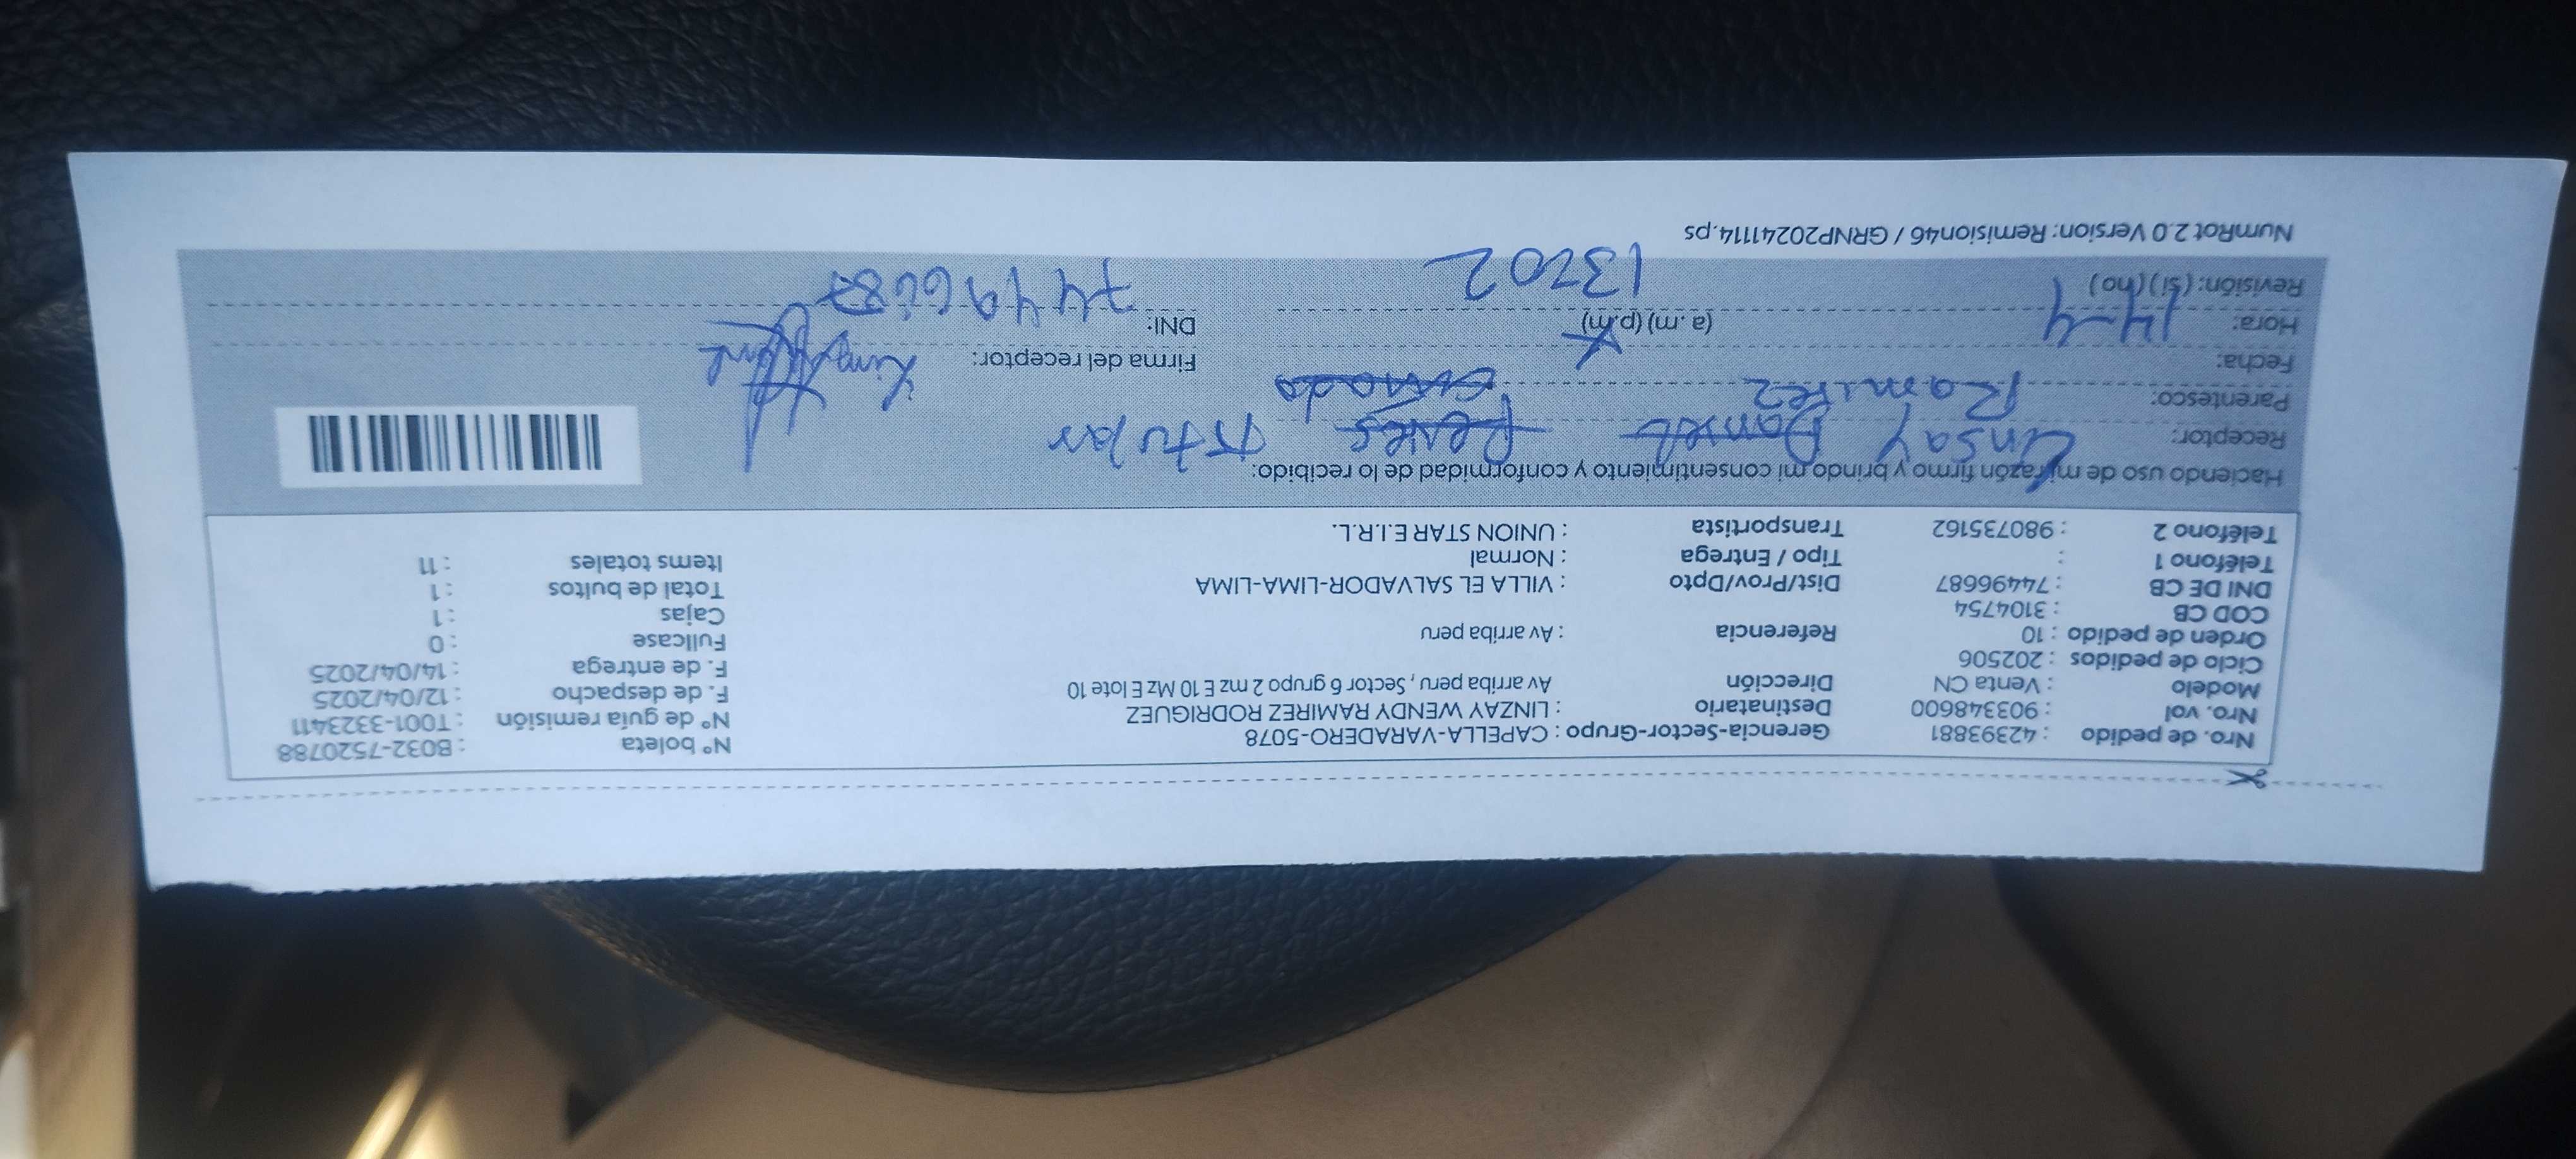 Nro. de pedido : 42393881 Gerencia-Sector-Grupo : CAPELLA-VARADERO-5078 N° boleta : B032-7520788
Nro. vol : 903348600 Destinatario : LINZAY WENDY RAMIREZ RODRIGUEZ N° de guía remisión : T001-3323411
Modelo : Venta CN Dirección Av arriba peru , Sector 6 grupo 2 mz E 10 Mz E lote 10 F. de despacho : 12/04/2025
Ciclo de pedidos : 202506 F. de entrega : 14/04/2025
Orden de pedido : 10 Referencia : Av arriba peru Fullcase : 0
COD CB : 3104754 Cajas : 1
DNI DE CB : 74496687 Dist/Prov/Dpto : VILLA EL SALVADOR-LIMA-LIMA Total de bultos : 1
Teléfono 1 : Tipo / Entrega : Normal Items totales : 11
Teléfono 2 : 980735162 Transportista : UNION STAR E.I.R.L.
Haciendo uso de mi razón firmo y brindo mi consentimiento y conformidad de lo recibido:
Receptor: Linsay Reyes Titular
Parentesco: Ramirez
Fecha: Firma del receptor:
Hora: 14-4 (a.m) (p.m) DNI: 74496687
Revisión: (si) (no) 13202
NumRot 2.0 Version: Remision46 / GRNP20241114.ps